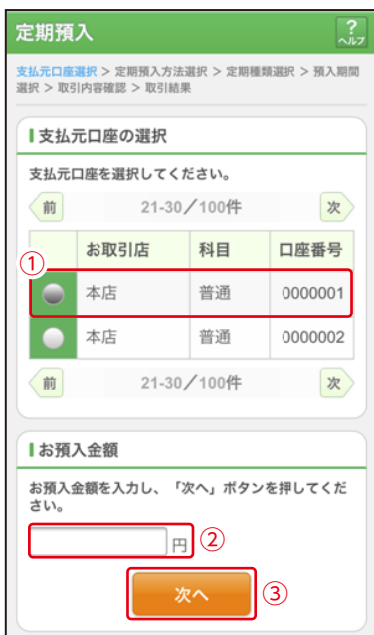 定期預入
?
ヘルプ
支払元口座選択 > 定期預入方法選択 > 定期種類選択 > 預入期間
選択 > 取引内容確認 > 取引結果
支払元口座の選択
支払元口座を選択してください。
前 21-30／100件 次
お取引店 科目 口座番号
①
本店 普通 0000001
本店 普通 0000002
前 21-30／100件 次
お預入金額
お預入金額を入力し、「次へ」ボタンを押してくだ
さい。
円 ②
次へ ③